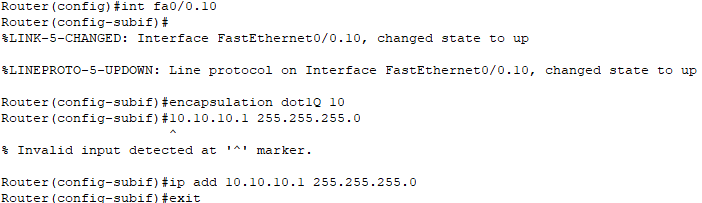 Router(config)#int fa0/0.10
Router(config-subif)#
%LINK-5-CHANGED: Interface FastEthernet0/0.10, changed state to up
%LINEPROTO-5-UPDOWN: Line protocol on Interface FastEthernet0/0.10, changed state to up
Router(config-subif)#encapsulation dot1Q 10
Router(config-subif)#10.10.10.1 255.255.255.0
^
% Invalid input detected at '^' marker.
Router(config-subif)#ip add 10.10.10.1 255.255.255.0
Router(config-subif)#exit